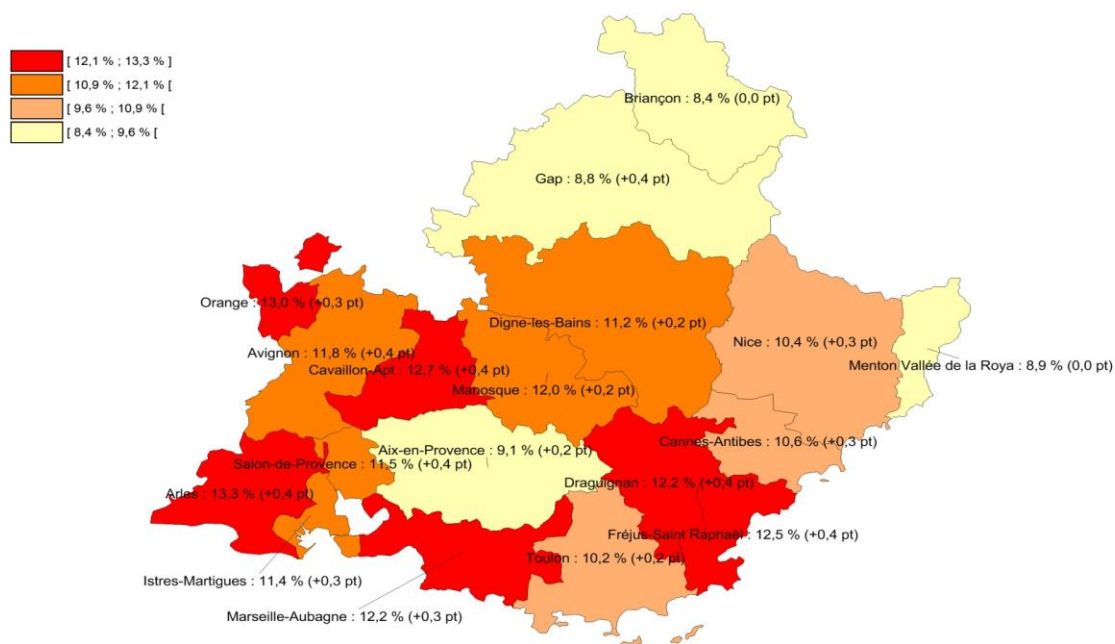 [ 12,1 % ; 13,3 % ]
[ 10,9 % ; 12,1 % [
[ 9,6 % ; 10,9 % [
[ 8,4 % ; 9,6 % [
Briançon : 8,4 % (0,0 pt)
Gap : 8,8 % (+0,4 pt)
Orange : 13,0 % (+0,3 pt)
Digne-les-Bains : 11,2 % (+0,2 pt)
Nice : 10,4 % (+0,3 pt)
Avignon : 11,8 % (+0,4 pt)
Menton Vallée de la Roya : 8,9 % (0,0 pt)
Cavaillon-Apt : 12,7 % (+0,4 pt)
Manosque : 12,0 % (+0,2 pt)
Cannes-Antibes : 10,6 % (+0,3 pt)
Aix-en-Provence : 9,1 % (+0,2 pt)
Salon-de-Provence : 11,5 % (+0,4 pt)
Draguignan : 12,2 % (+0,4 pt)
Arles : 13,3 % (+0,4 pt)
Fréjus-Saint Raphaël : 12,5 % (+0,4 pt)
Toulon : 10,2 % (+0,2 pt)
Istres-Martigues : 11,4 % (+0,3 pt)
Marseille-Aubagne : 12,2 % (+0,3 pt)